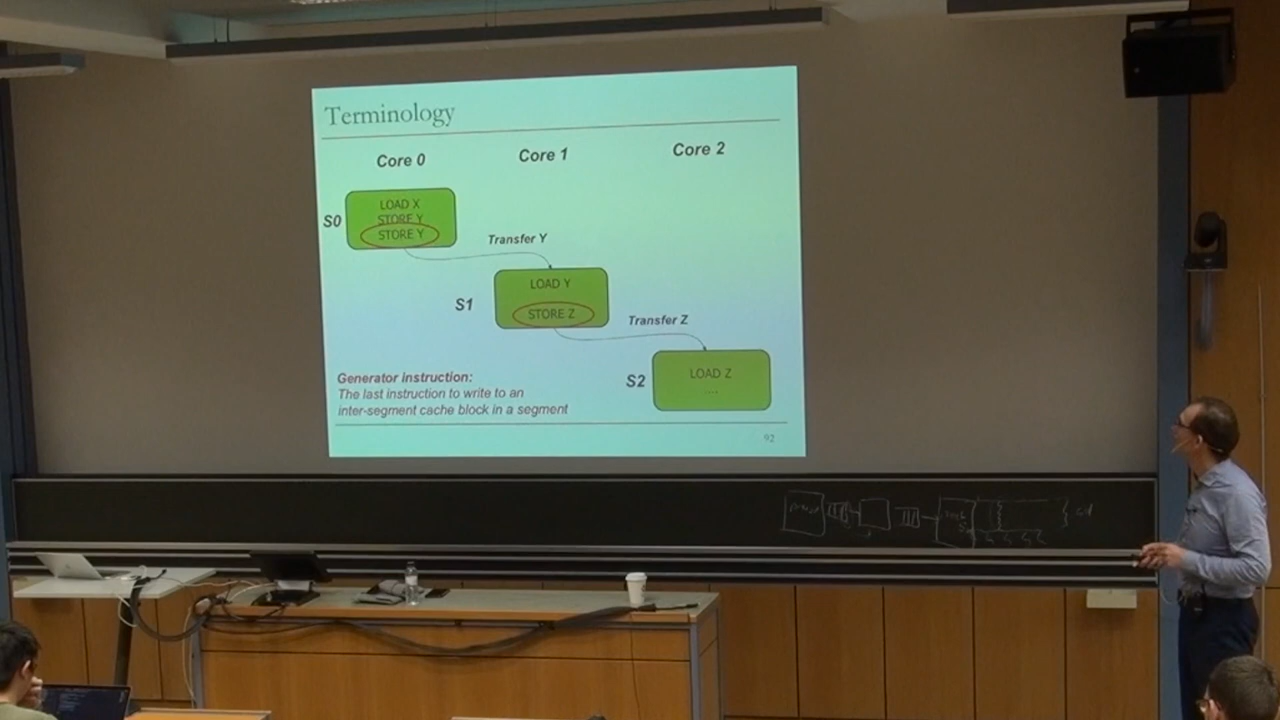 Terminology
Core 0
Core 1
Core 2
S0
LOAD X
STORE Y
STORE Y
Transfer Y
S1
LOAD Y
STORE Z
Transfer Z
S2
LOAD Z
....
Generator instruction:
The last instruction to write to an
inter-segment cache block in a segment
92